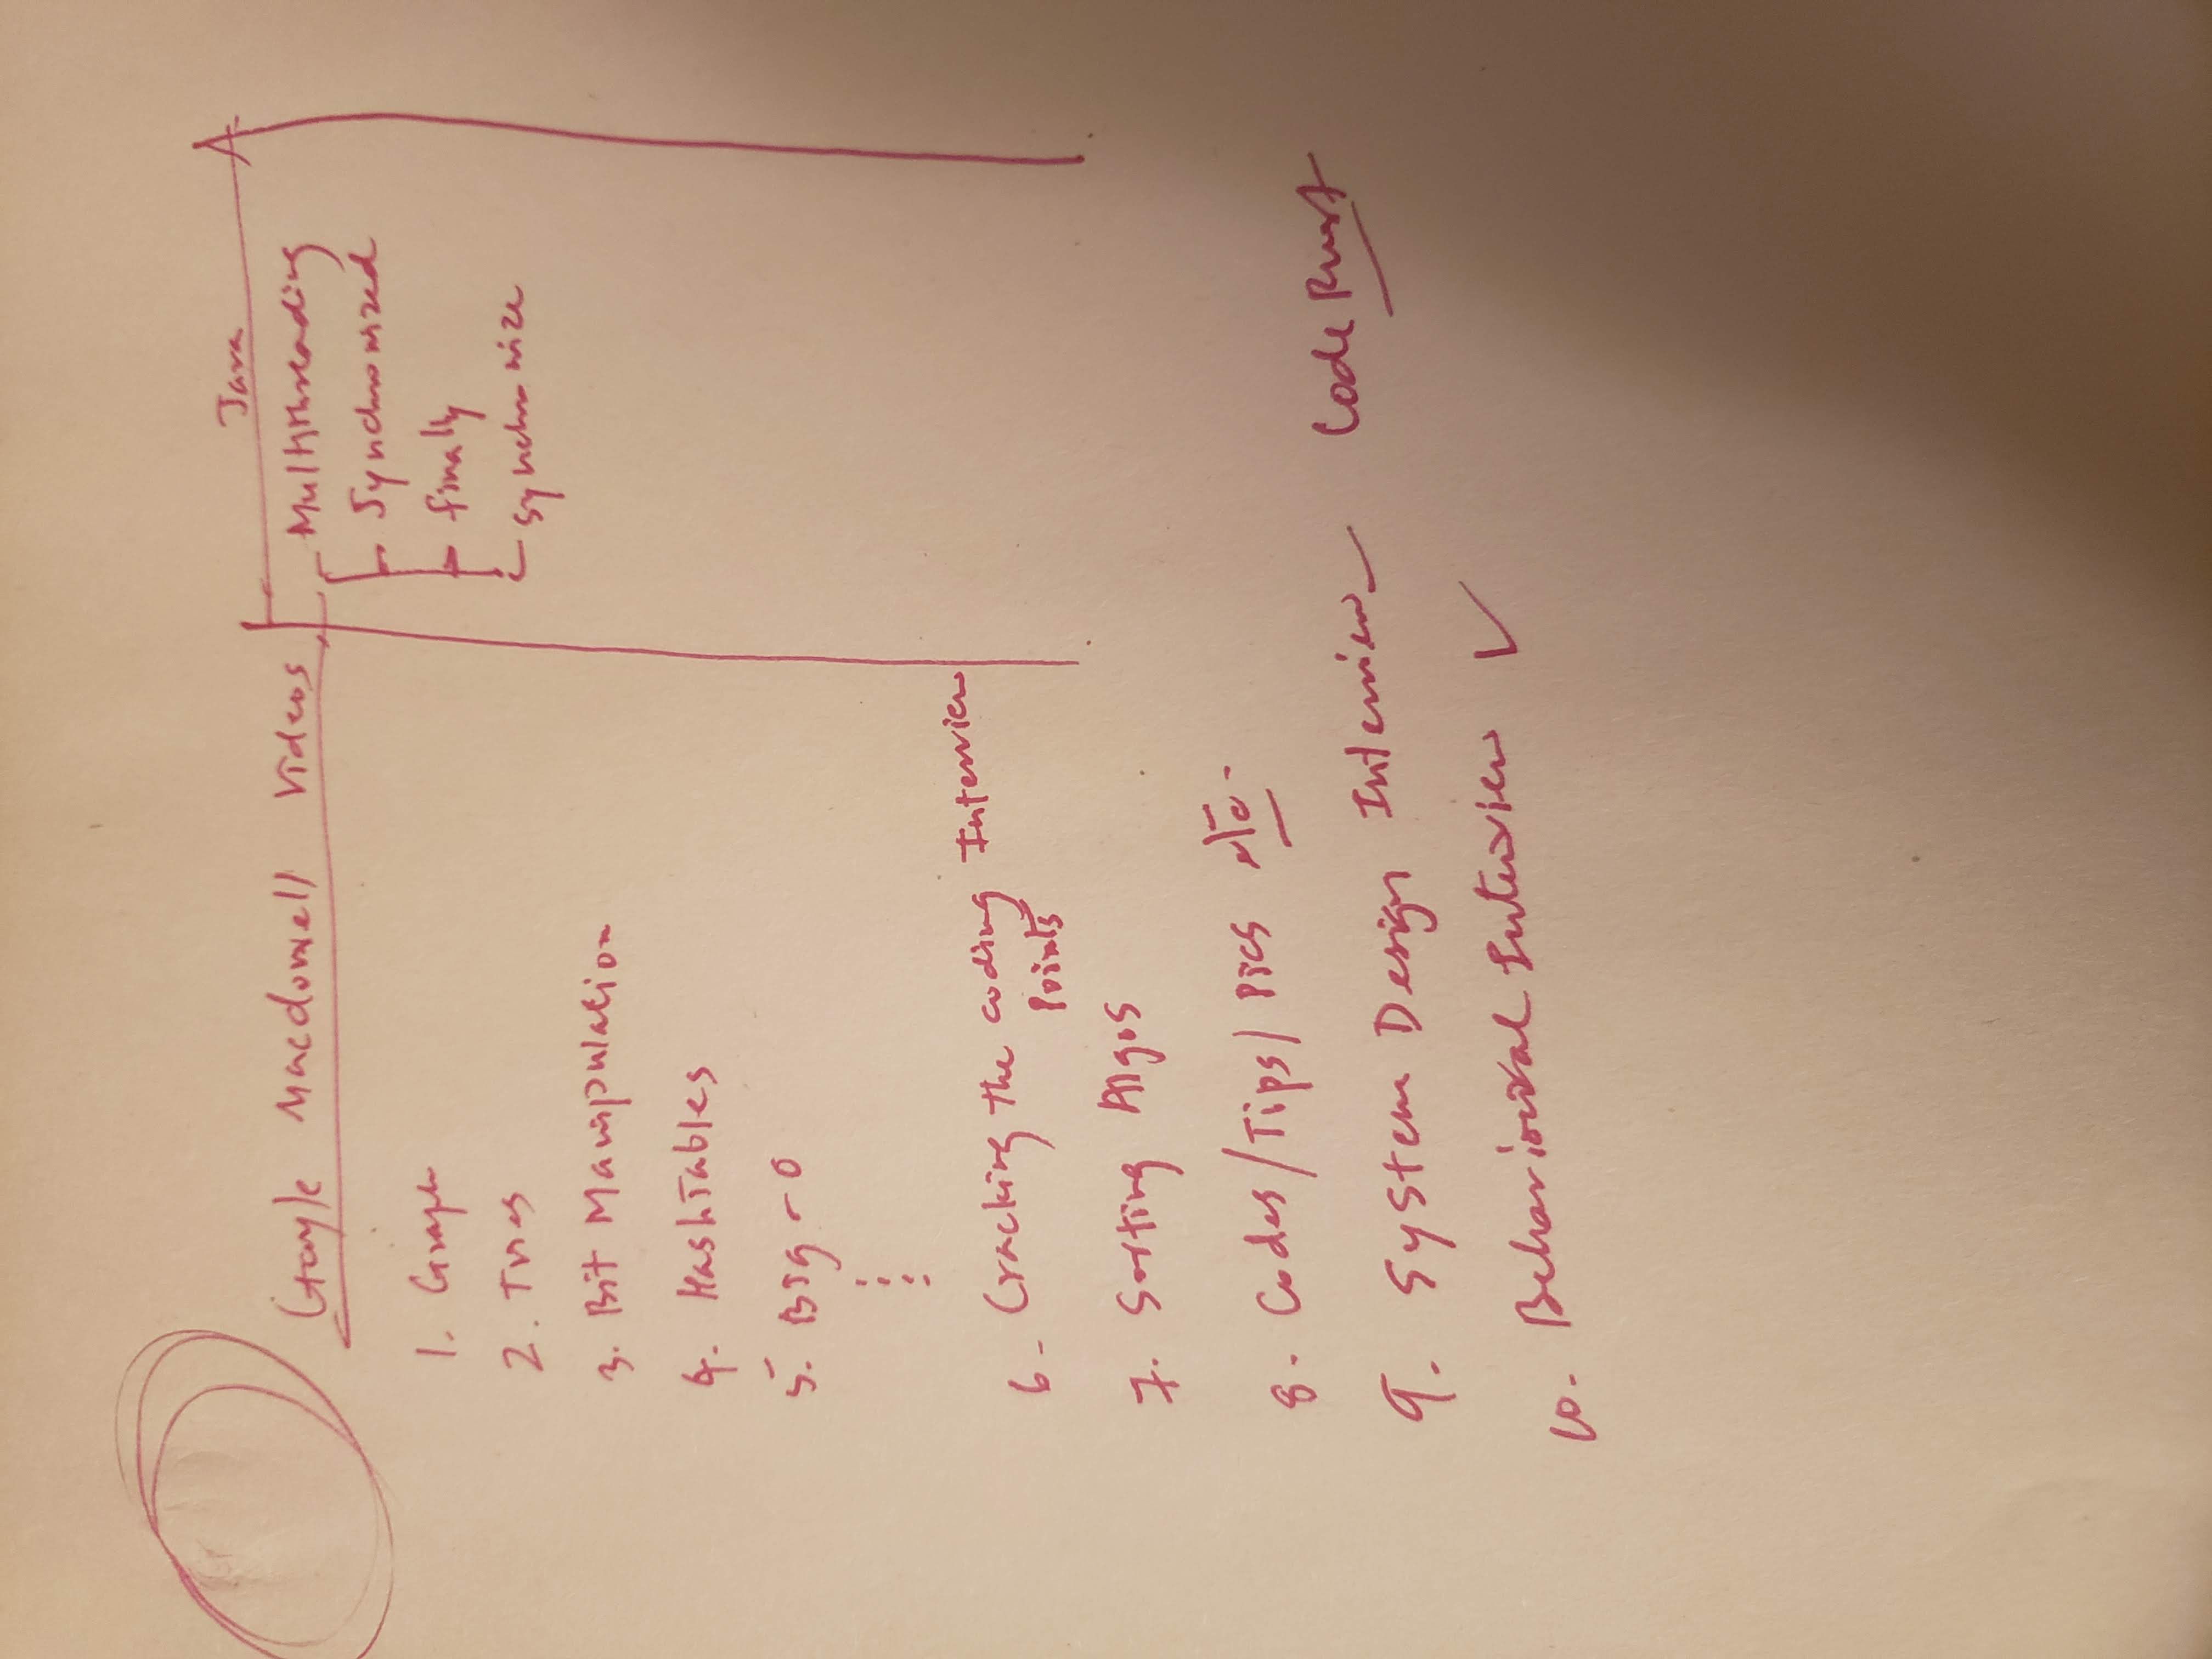 Gayle Macdowell Videos
1. Graph
2. Tries
3. Bit Manipulation
4. HashTables
5. Big-O
6- Cracking the coding Interview
Points
7. Sorting Algos
8. Codes/Tips/Pics etc.
9. System Design Interview - Code Rust
10. Behavioural Interview ✓
Java
Multithreading
Synchronized
finally
synchronize